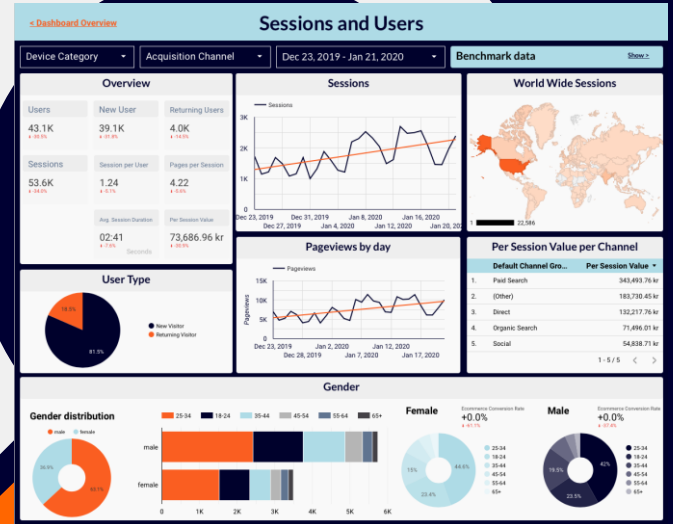 < Dashboard Overview
Sessions and Users
Device Category
Acquisition Channel
Dec 23, 2019 - Jan 21, 2020
Benchmark data
Show >
Overview
Users
New User
Returning Users
43.1K
39.1K
4.0K
Sessions
Session per User
Pages per Session
53.6K
1.24
4.22
Avg. Session Duration
Per Session Value
02:41
73,686.96 kr
Seconds
Sessions
Sessions
3K
2K
1K
0
Dec 23, 2019
Dec 31, 2019
Jan 8, 2020
Jan 16, 2020
Dec 27, 2019
Jan 4, 2020
Jan 12, 2020
Jan 20, 20
World Wide Sessions
1
22,586
User Type
18.5%
81.5%
New Visitor
Returning Visitor
Pageviews by day
Pageviews
Pageviews
15K
10K
5K
0
Dec 23, 2019
Jan 2, 2020
Jan 12, 2020
Dec 28, 2019
Jan 7, 2020
Jan 17, 2020
Per Session Value per Channel
Default Channel Gro...
Per Session Value
1. Paid Search 343,493.76 kr
2. (Other) 183,730.45 kr
3. Direct 132,217.76 kr
4. Organic Search 71,496.01 kr
5. Social 54,838.71 kr
1 - 5 / 5
Gender
Gender distribution
male
female
25-34
18-24
35-44
45-54
55-64
65+
male
female
0
1K
2K
3K
4K
5K
6K
Female
Ecommerce Conversion Rate
+0.0%
44.6%
23.4%
15%
25-34
18-24
35-44
45-54
55-64
65+
Male
Ecommerce Conversion Rate
+0.0%
42%
23.5%
19.5%
25-34
18-24
35-44
45-54
55-64
65+